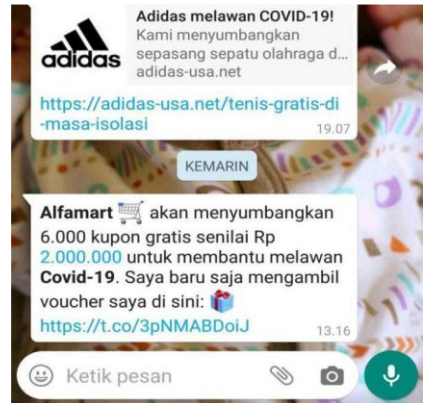 Adidas melawan COVID-19!
Kami menyumbangkan
sepasang sepatu olahraga d...
adidas-usa.net
adidas
https://adidas-usa.net/tenis-gratis-di
-masa-isolasi
19.07
KEMARIN
Alfamart 🛒 akan menyumbangkan
6.000 kupon gratis senilai Rp
2.000.000 untuk membantu melawan
Covid-19. Saya baru saja mengambil
voucher saya di sini: 🎁
https://t.co/3pNMABDoiJ
13.16
Ketik pesan